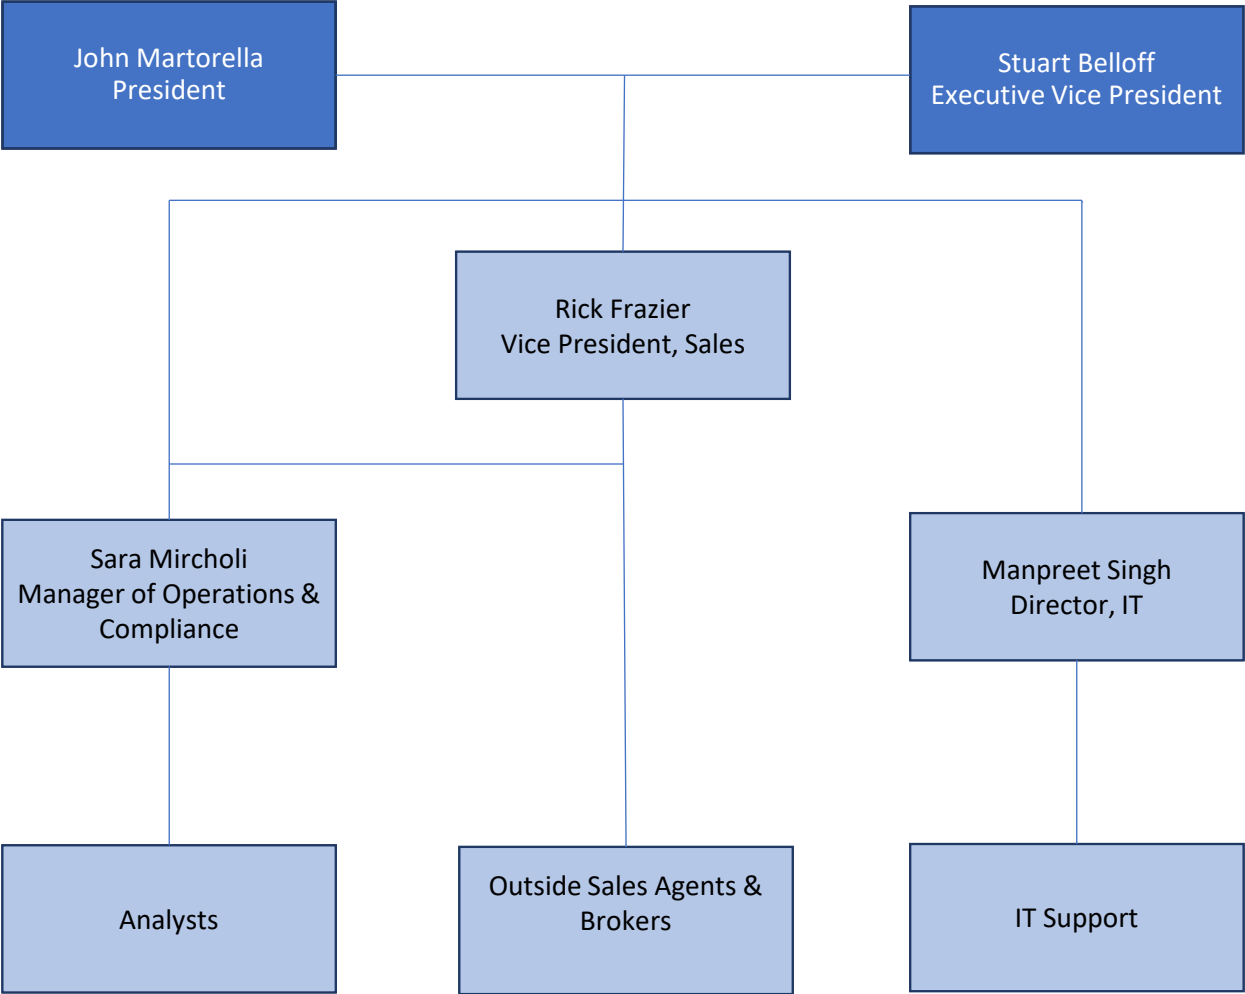 John Martorella
President
Stuart Belloff
Executive Vice President
Rick Frazier
Vice President, Sales
Sara Mircholi
Manager of Operations &
Compliance
Manpreet Singh
Director, IT
Analysts
Outside Sales Agents &
Brokers
IT Support